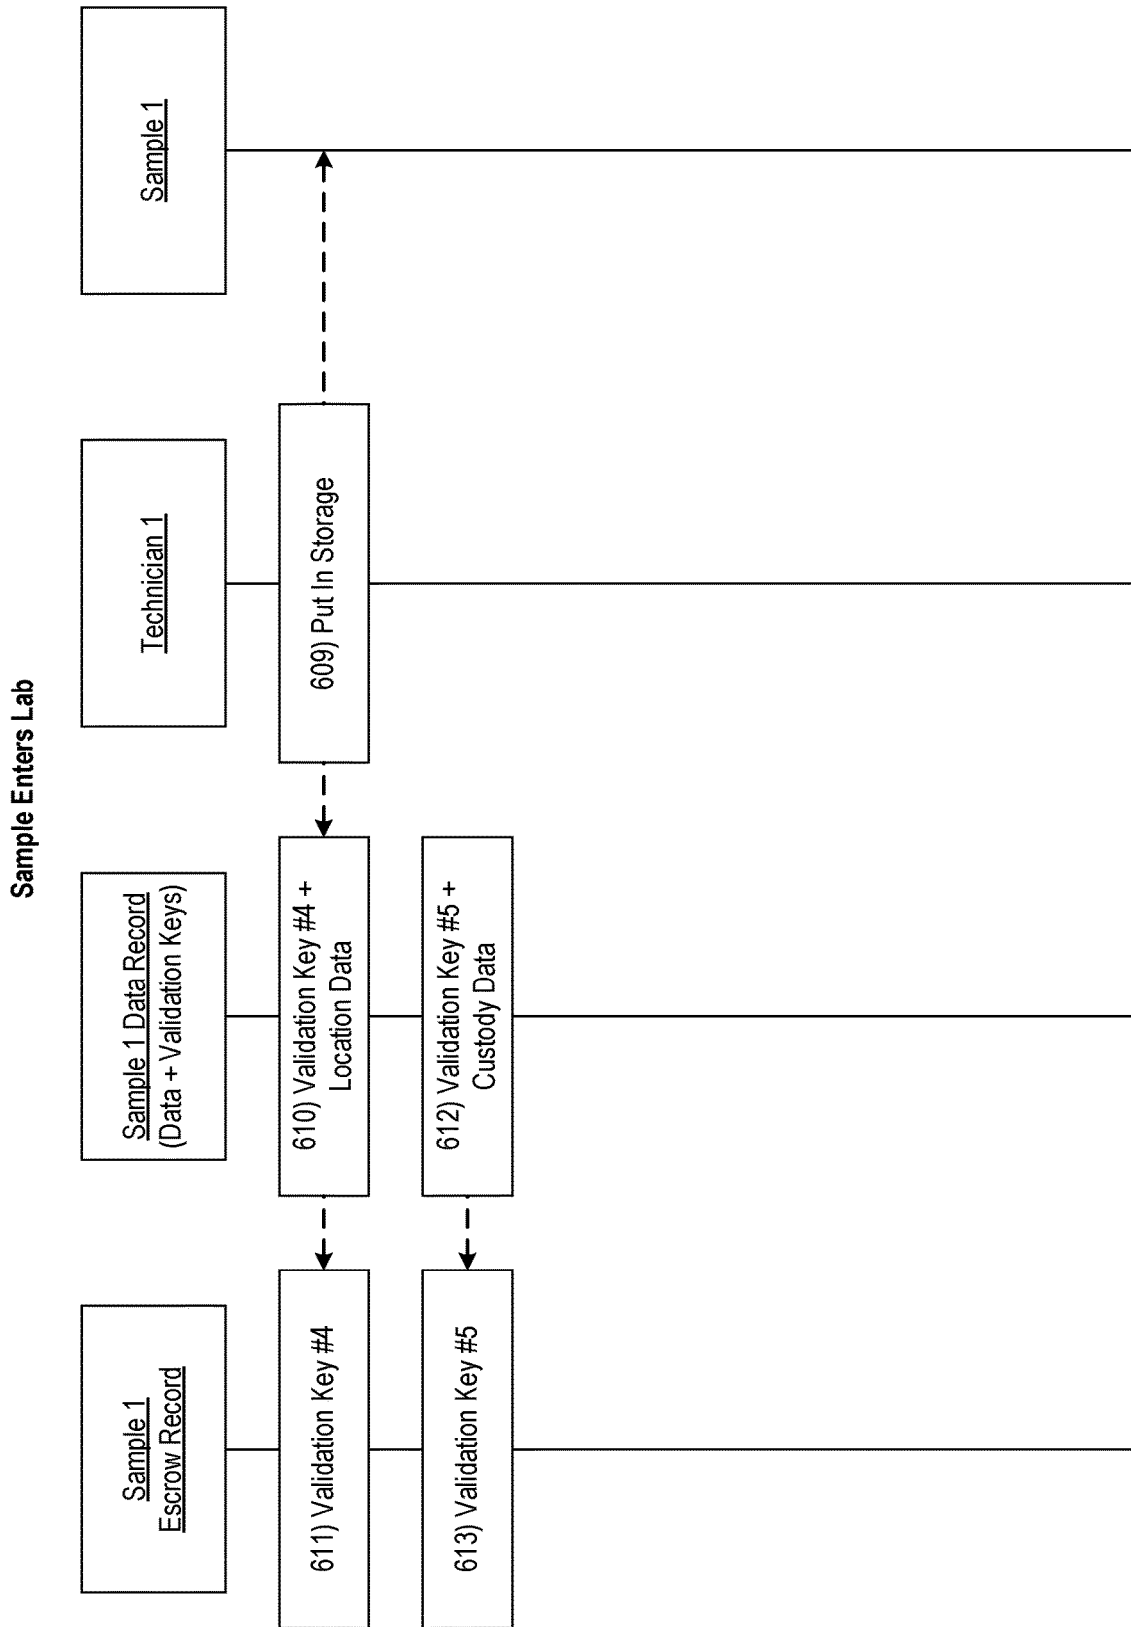 Sample Enters Lab
Sample 1
Escrow Record
Sample 1 Data Record
(Data + Validation Keys)
Technician 1
Sample 1
611) Validation Key #4
610) Validation Key #4 +
Location Data
609) Put In Storage
613) Validation Key #5
612) Validation Key #5 +
Custody Data